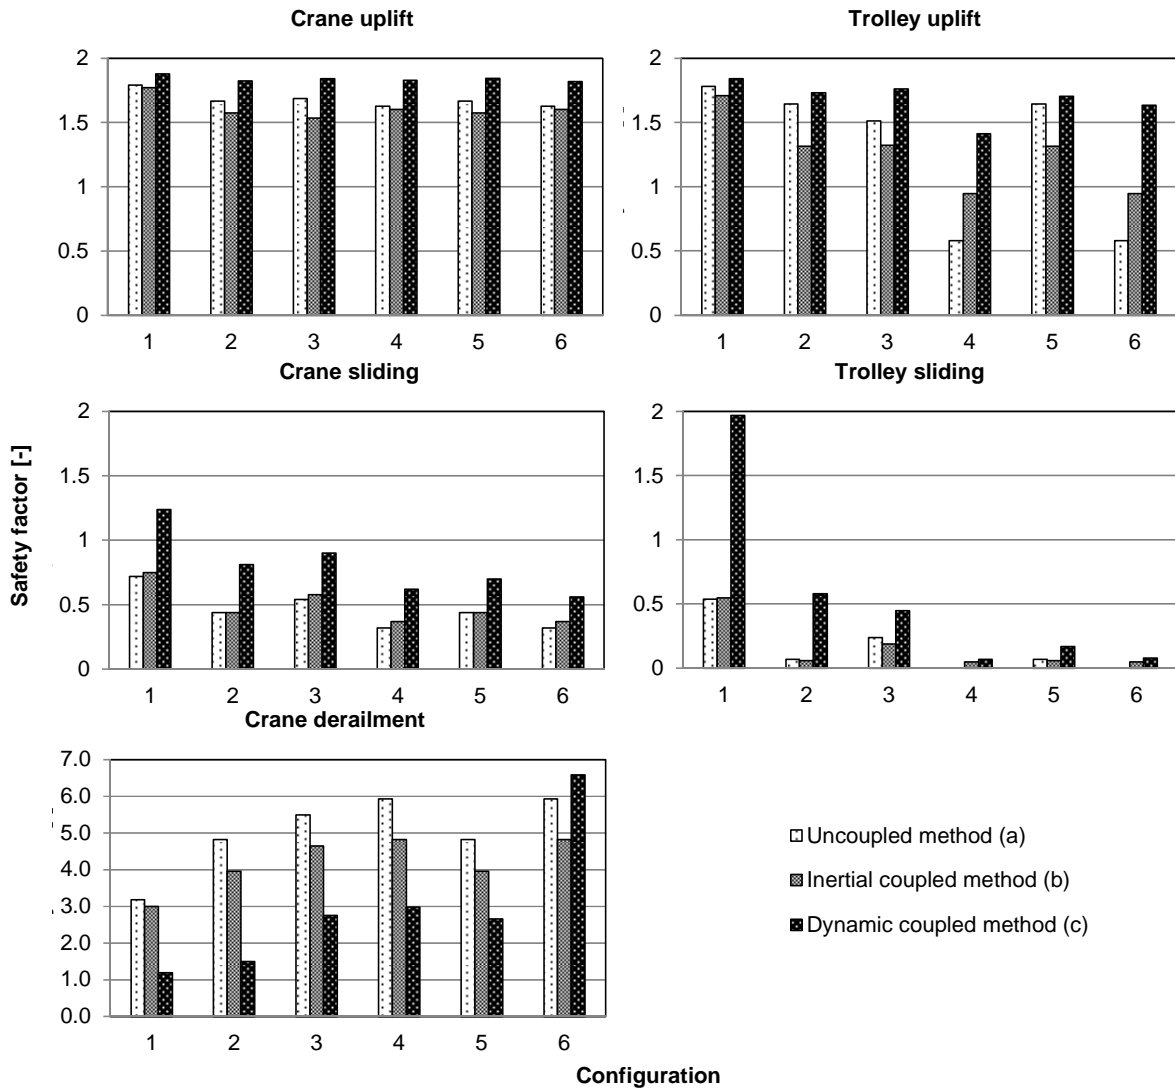 Crane uplift
2
1.5
1
0.5
0
1 2 3 4 5 6
Trolley uplift
2
1.5
1
0.5
0
1 2 3 4 5 6
Safety factor [-]
Crane sliding
2
1.5
1
0.5
0
1 2 3 4 5 6
Trolley sliding
2
1.5
1
0.5
0
1 2 3 4 5 6
Crane derailment
7.0
6.0
5.0
4.0
3.0
2.0
1.0
0.0
1 2 3 4 5 6
Uncoupled method (a)
Inertial coupled method (b)
Dynamic coupled method (c)
Configuration